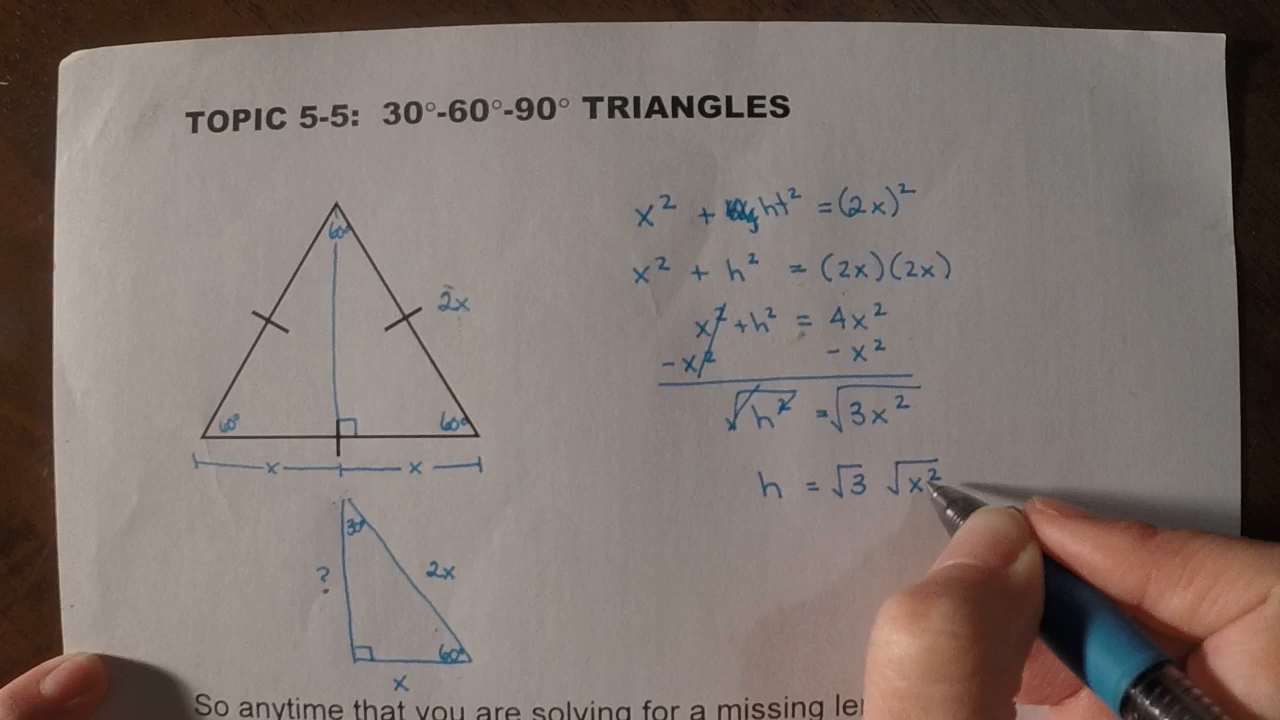 TOPIC 5-5: 30°-60°-90° TRIANGLES
60°
2x
60°
60°
x
x
30°
?
2x
60°
x
x² + ht² = (2x)²
x² + h² = (2x)(2x)
x² + h² = 4x²
-x² - x²
√h² = √3x²
h = √3 √x²
So anytime that you are solving for a missing